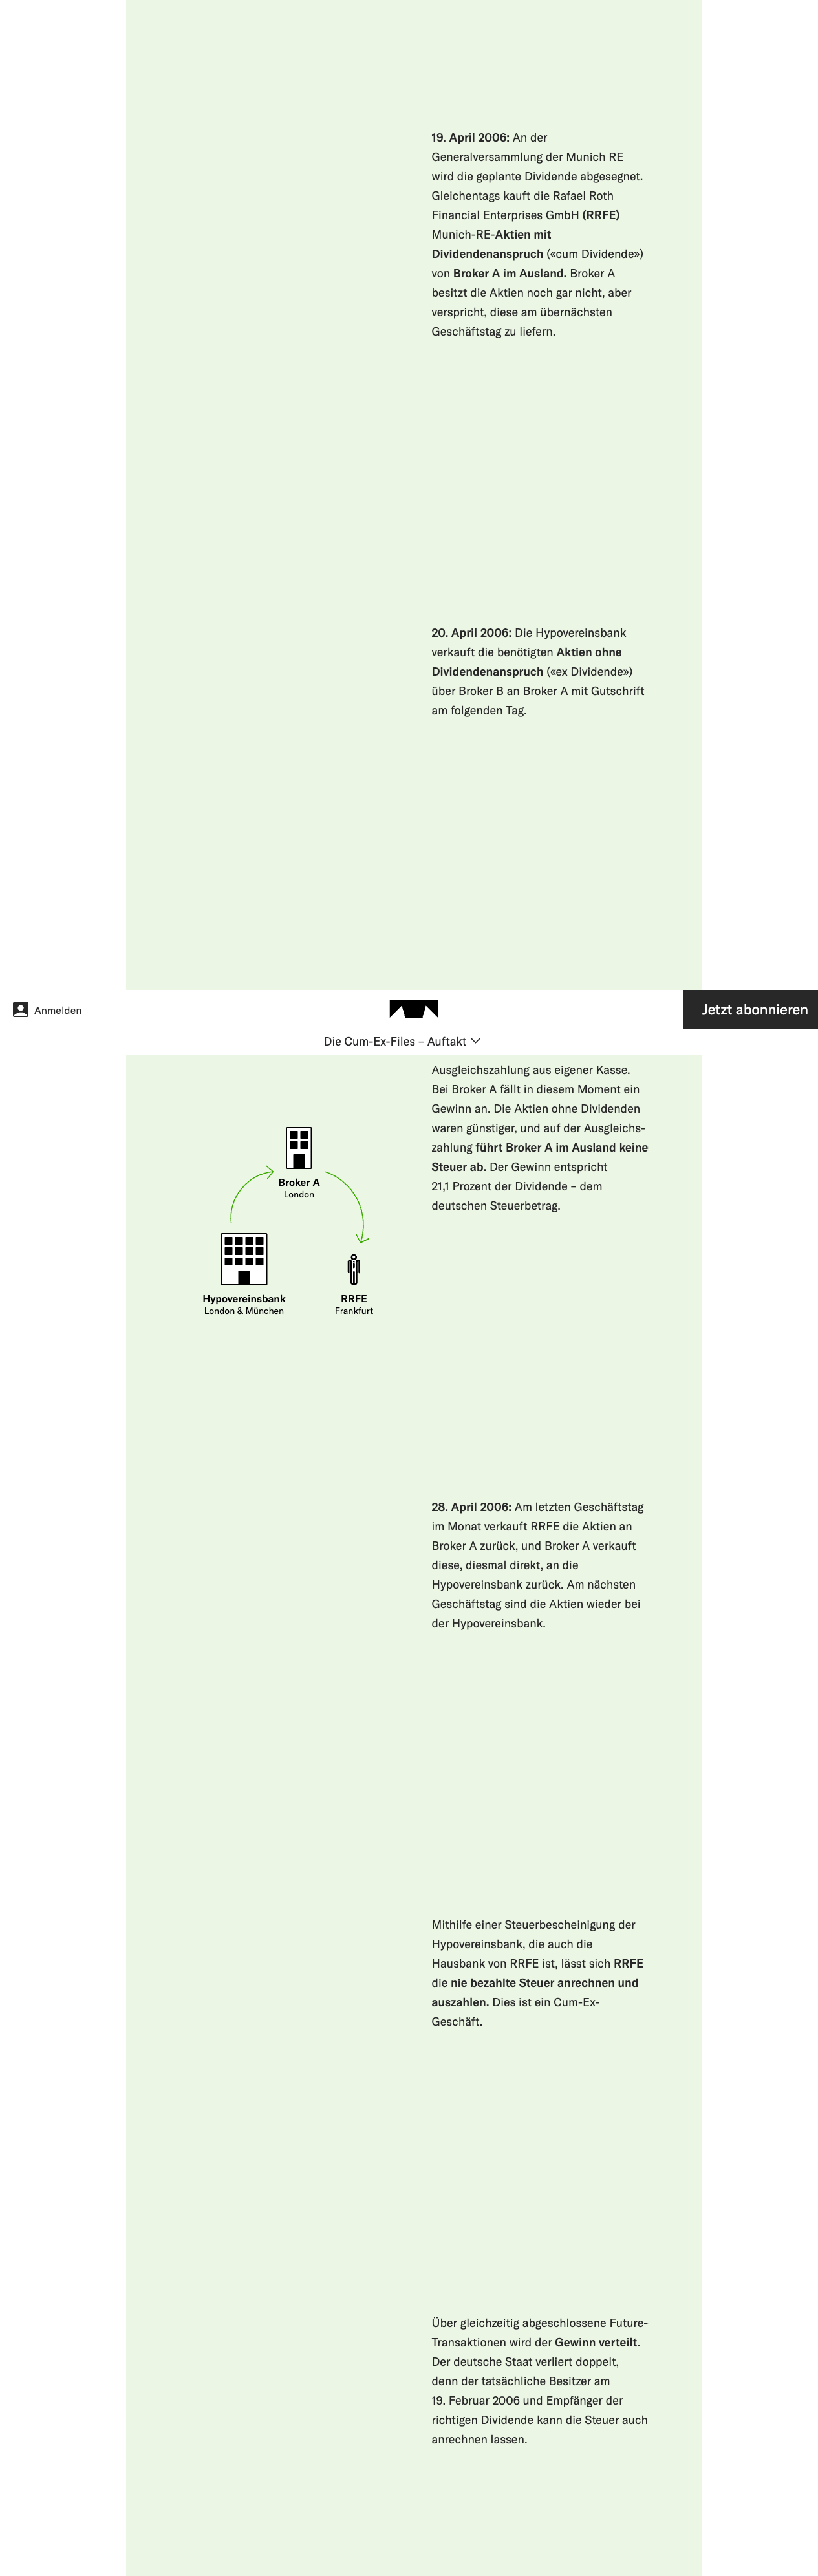 19. April 2006: An der
Generalversammlung der Munich RE
wird die geplante Dividende abgesegnet.
Gleichentags kauft die Rafael Roth
Financial Enterprises GmbH (RRFE)
Munich-RE-Aktien mit
Dividendenanspruch («cum Dividende»)
von Broker A im Ausland. Broker A
besitzt die Aktien noch gar nicht, aber
verspricht, diese am übernächsten
Geschäftstag zu liefern.
20. April 2006: Die Hypovereinsbank
verkauft die benötigten Aktien ohne
Dividendenanspruch («ex Dividende»)
über Broker B an Broker A mit Gutschrift
am folgenden Tag.
Anmelden
Jetzt abonnieren
Die Cum-Ex-Files – Auftakt
Ausgleichszahlung aus eigener Kasse.
Bei Broker A fällt in diesem Moment ein
Gewinn an. Die Aktien ohne Dividenden
waren günstiger, und auf der Ausgleichs-
zahlung führt Broker A im Ausland keine
Steuer ab. Der Gewinn entspricht
21,1 Prozent der Dividende – dem
deutschen Steuerbetrag.
Broker A
London
Hypovereinsbank
London & München
RRFE
Frankfurt
28. April 2006: Am letzten Geschäftstag
im Monat verkauft RRFE die Aktien an
Broker A zurück, und Broker A verkauft
diese, diesmal direkt, an die
Hypovereinsbank zurück. Am nächsten
Geschäftstag sind die Aktien wieder bei
der Hypovereinsbank.
Mithilfe einer Steuerbescheinigung der
Hypovereinsbank, die auch die
Hausbank von RRFE ist, lässt sich RRFE
die nie bezahlte Steuer anrechnen und
auszahlen. Dies ist ein Cum-Ex-
Geschäft.
Über gleichzeitig abgeschlossene Future-
Transaktionen wird der Gewinn verteilt.
Der deutsche Staat verliert doppelt,
denn der tatsächliche Besitzer am
19. Februar 2006 und Empfänger der
richtigen Dividende kann die Steuer auch
anrechnen lassen.